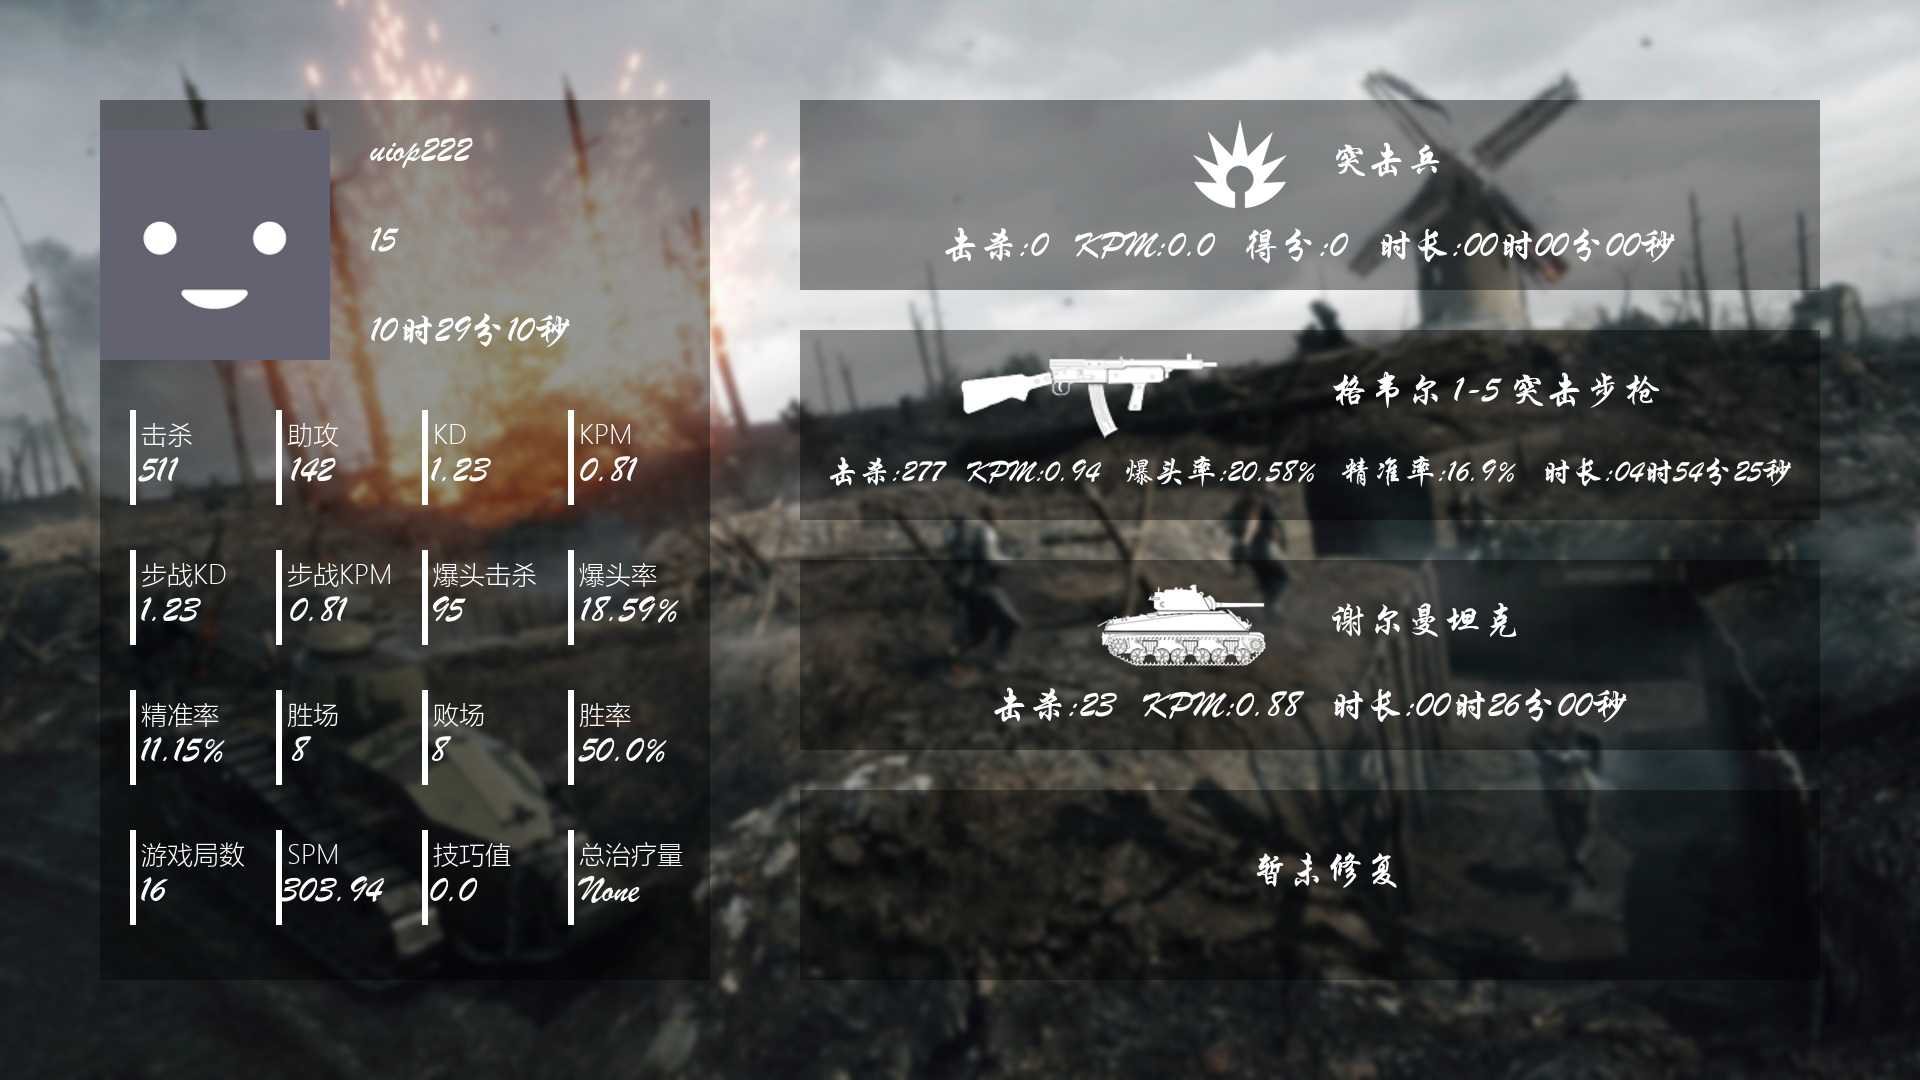 uiop222
15
10时29分10秒
击杀 助攻 KD KPM
511 142 1.23 0.81
步战KD 步战KPM 爆头击杀 爆头率
1.23 0.81 95 18.59%
精准率 胜场 败场 胜率
11.15% 8 8 50.0%
游戏局数 SPM 技巧值 总治疗量
16 303.94 0.0 None
突击兵
击杀:0 KPM:0.0 得分:0 时长:00时00分00秒
格韦尔 1-5 突击步枪
击杀:277 KPM:0.94 爆头率:20.58% 精准率:16.9% 时长:04时54分25秒
谢尔曼坦克
击杀:23 KPM:0.88 时长:00时26分00秒
暂未修复